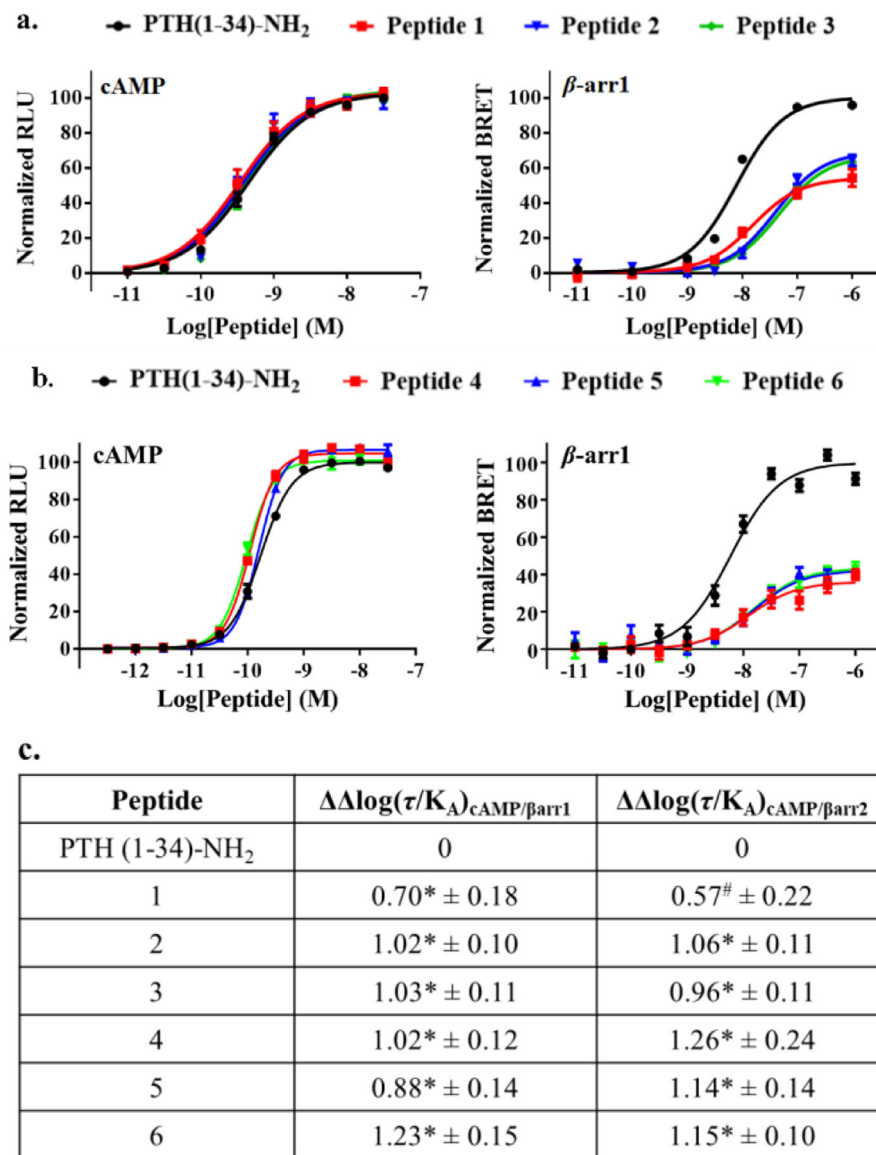 a.
PTH(1-34)-NH2 Peptide 1 Peptide 2 Peptide 3
cAMP
Normalized RLU
100
80
60
40
20
0
-11 -10 -9 -8 -7
Log[Peptide] (M)
β-arr1
Normalized BRET
100
80
60
40
20
0
-11 -10 -9 -8 -7 -6
Log[Peptide] (M)
b.
PTH(1-34)-NH2 Peptide 4 Peptide 5 Peptide 6
cAMP
Normalized RLU
100
80
60
40
20
0
-12 -11 -10 -9 -8 -7
Log[Peptide] (M)
β-arr1
Normalized BRET
100
80
60
40
20
0
-11 -10 -9 -8 -7 -6
Log[Peptide] (M)
c.
Peptide ΔΔlog(τ/KA)cAMP/βarr1 ΔΔlog(τ/KA)cAMP/βarr2
PTH (1-34)-NH2 0 0
1 0.70* ± 0.18 0.57# ± 0.22
2 1.02* ± 0.10 1.06* ± 0.11
3 1.03* ± 0.11 0.96* ± 0.11
4 1.02* ± 0.12 1.26* ± 0.24
5 0.88* ± 0.14 1.14* ± 0.14
6 1.23* ± 0.15 1.15* ± 0.10